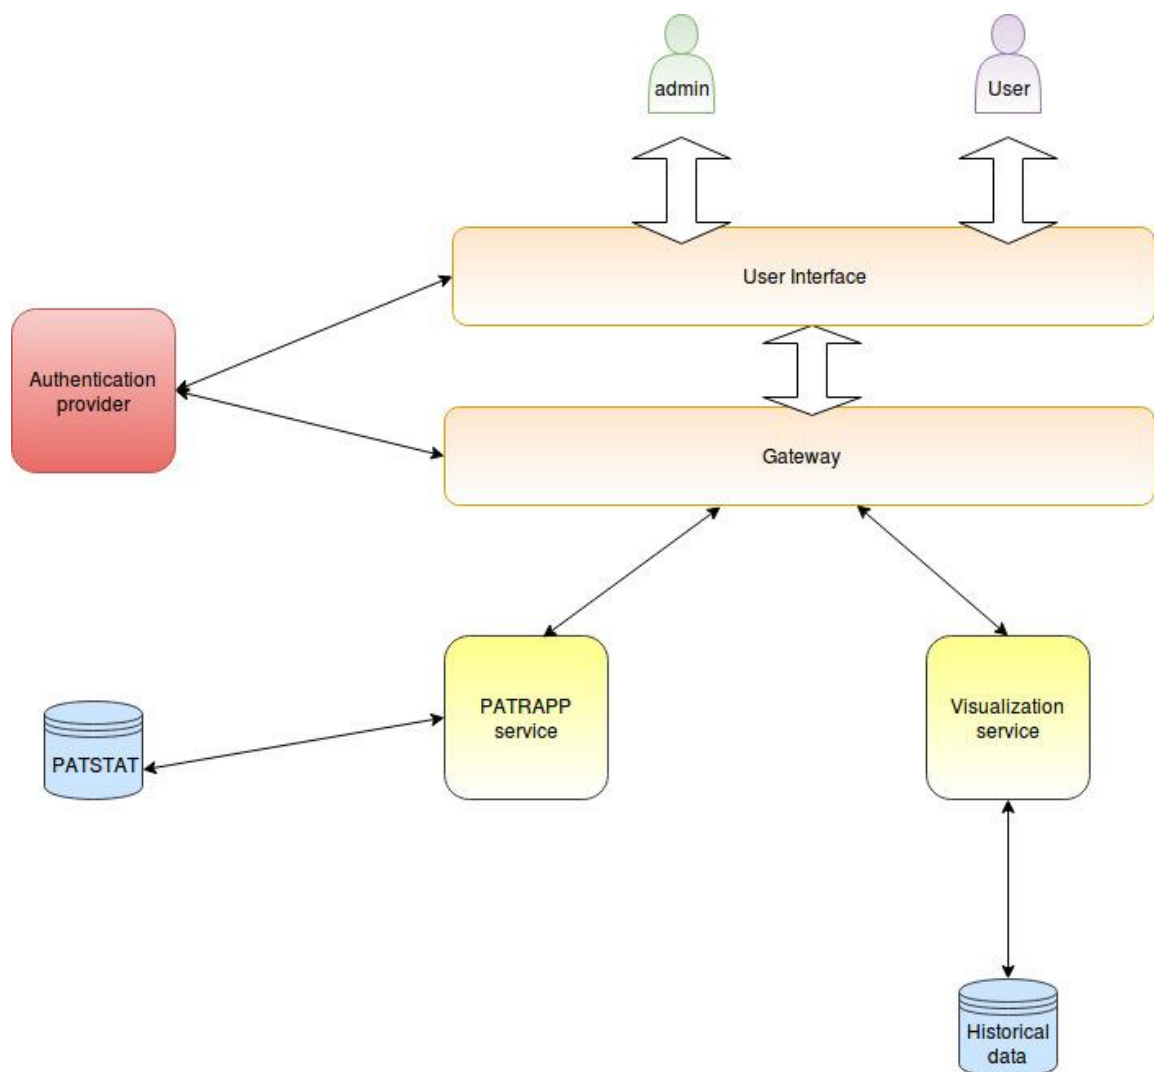 admin
User
User Interface
Authentication
provider
Gateway
PATRAPP
service
Visualization
service
PATSTAT
Historical
data